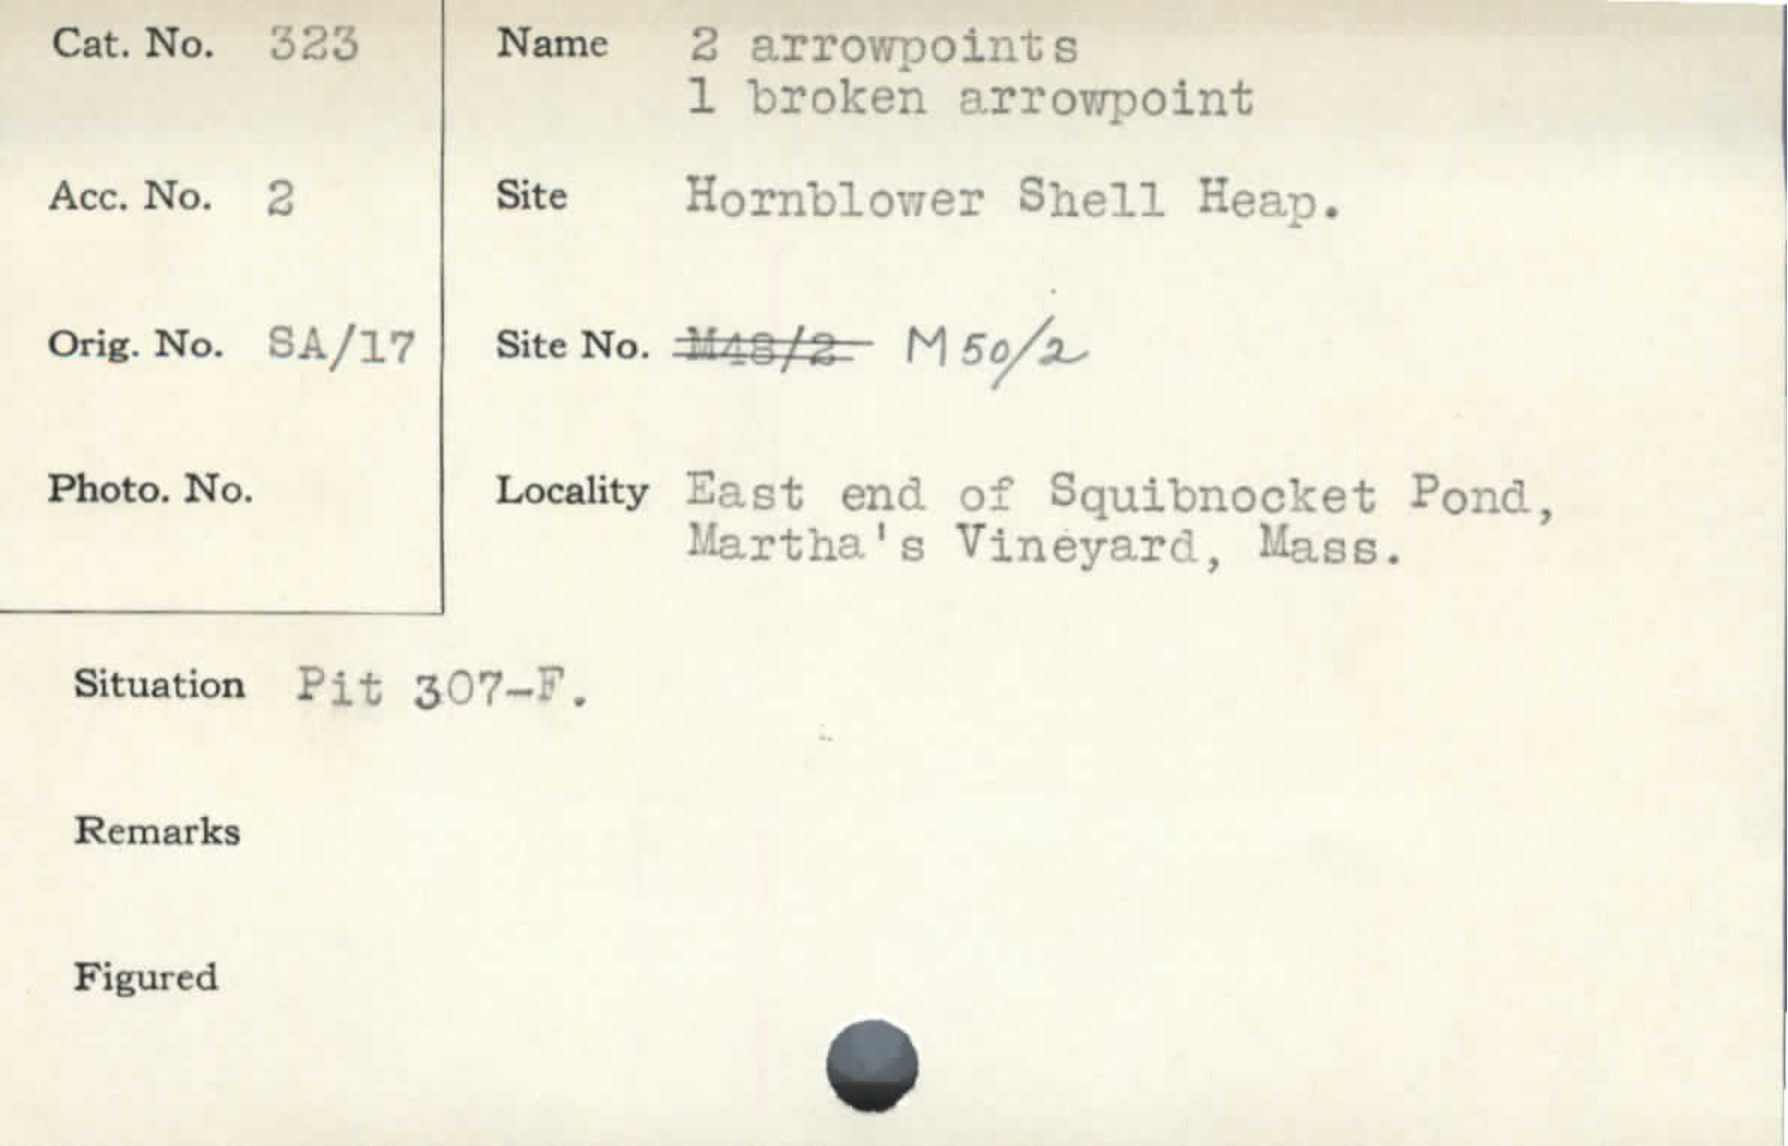 Cat. No. 323
Name 2 arrowpoints
1 broken arrowpoint
Acc. No. 2
Site Hornblower Shell Heap.
Orig. No. SA/17
Site No. M48/2 M50/2
Photo. No.
Locality East end of Squibnocket Pond,
Martha's Vineyard, Mass.
Situation Pit 307-F.
Remarks
Figured